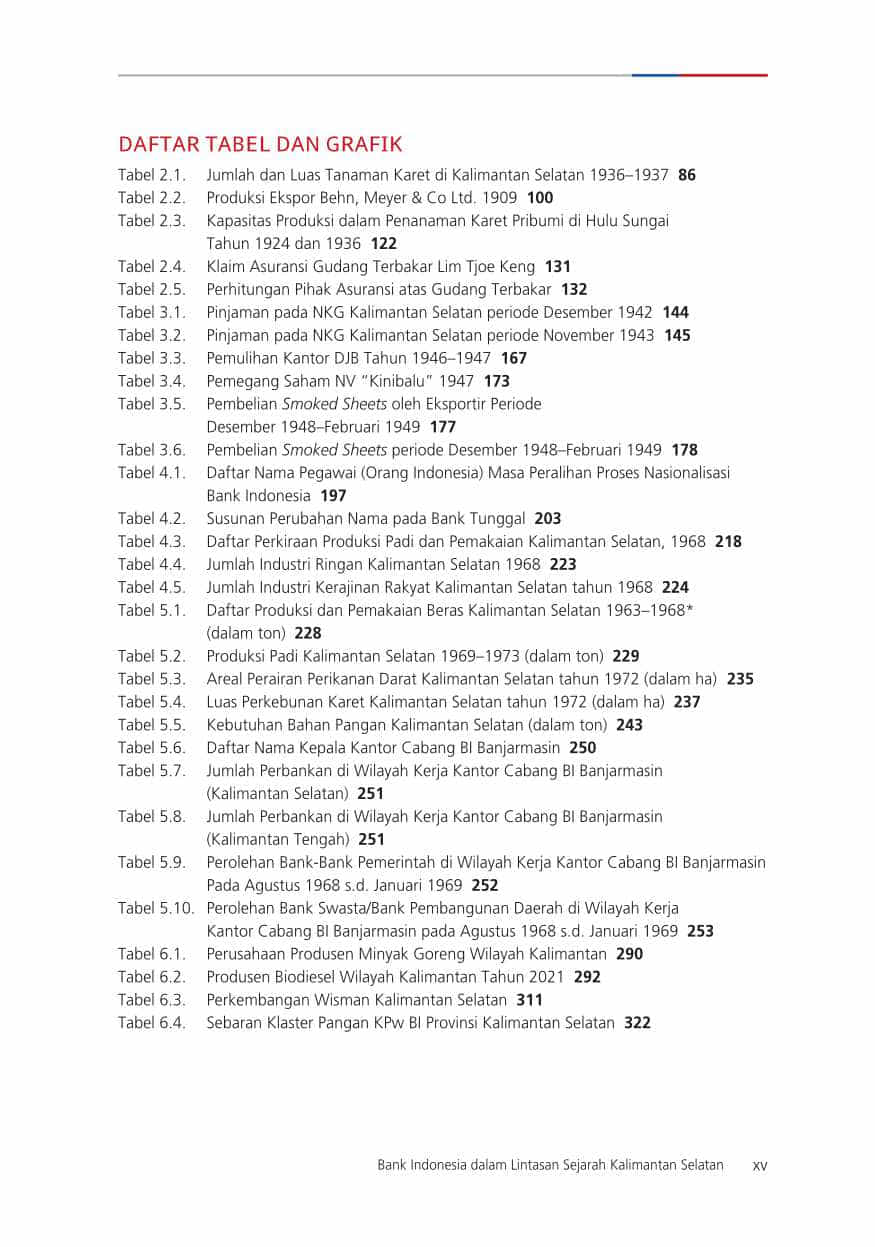 DAFTAR TABEL DAN GRAFIK
Tabel 2.1. Jumlah dan Luas Tanaman Karet di Kalimantan Selatan 1936–1937 86
Tabel 2.2. Produksi Ekspor Behn, Meyer & Co Ltd. 1909 100
Tabel 2.3. Kapasitas Produksi dalam Penanaman Karet Pribumi di Hulu Sungai
Tahun 1924 dan 1936 122
Tabel 2.4. Klaim Asuransi Gudang Terbakar Lim Tjoe Keng 131
Tabel 2.5. Perhitungan Pihak Asuransi atas Gudang Terbakar 132
Tabel 3.1. Pinjaman pada NKG Kalimantan Selatan periode Desember 1942 144
Tabel 3.2. Pinjaman pada NKG Kalimantan Selatan periode November 1943 145
Tabel 3.3. Pemulihan Kantor DJB Tahun 1946–1947 167
Tabel 3.4. Pemegang Saham NV “Kinibalu” 1947 173
Tabel 3.5. Pembelian Smoked Sheets oleh Eksportir Periode
Desember 1948–Februari 1949 177
Tabel 3.6. Pembelian Smoked Sheets periode Desember 1948–Februari 1949 178
Tabel 4.1. Daftar Nama Pegawai (Orang Indonesia) Masa Peralihan Proses Nasionalisasi
Bank Indonesia 197
Tabel 4.2. Susunan Perubahan Nama pada Bank Tunggal 203
Tabel 4.3. Daftar Perkiraan Produksi Padi dan Pemakaian Kalimantan Selatan, 1968 218
Tabel 4.4. Jumlah Industri Ringan Kalimantan Selatan 1968 223
Tabel 4.5. Jumlah Industri Kerajinan Rakyat Kalimantan Selatan tahun 1968 224
Tabel 5.1. Daftar Produksi dan Pemakaian Beras Kalimantan Selatan 1963–1968*
(dalam ton) 228
Tabel 5.2. Produksi Padi Kalimantan Selatan 1969–1973 (dalam ton) 229
Tabel 5.3. Areal Perairan Perikanan Darat Kalimantan Selatan tahun 1972 (dalam ha) 235
Tabel 5.4. Luas Perkebunan Karet Kalimantan Selatan tahun 1972 (dalam ha) 237
Tabel 5.5. Kebutuhan Bahan Pangan Kalimantan Selatan (dalam ton) 243
Tabel 5.6. Daftar Nama Kepala Kantor Cabang BI Banjarmasin 250
Tabel 5.7. Jumlah Perbankan di Wilayah Kerja Kantor Cabang BI Banjarmasin
(Kalimantan Selatan) 251
Tabel 5.8. Jumlah Perbankan di Wilayah Kerja Kantor Cabang BI Banjarmasin
(Kalimantan Tengah) 251
Tabel 5.9. Perolehan Bank-Bank Pemerintah di Wilayah Kerja Kantor Cabang BI Banjarmasin
Pada Agustus 1968 s.d. Januari 1969 252
Tabel 5.10. Perolehan Bank Swasta/Bank Pembangunan Daerah di Wilayah Kerja
Kantor Cabang BI Banjarmasin pada Agustus 1968 s.d. Januari 1969 253
Tabel 6.1. Perusahaan Produsen Minyak Goreng Wilayah Kalimantan 290
Tabel 6.2. Produsen Biodiesel Wilayah Kalimantan Tahun 2021 292
Tabel 6.3. Perkembangan Wisman Kalimantan Selatan 311
Tabel 6.4. Sebaran Klaster Pangan KPw BI Provinsi Kalimantan Selatan 322
Bank Indonesia dalam Lintasan Sejarah Kalimantan Selatan xv